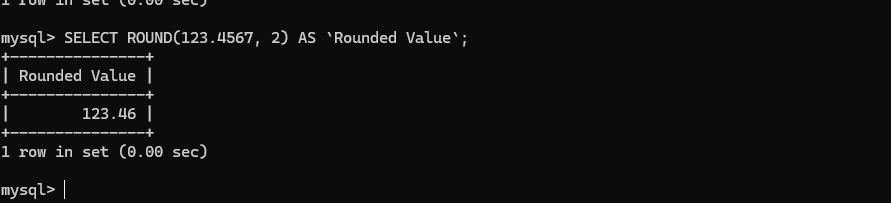 1 row in set (0.00 sec)
mysql> SELECT ROUND(123.4567, 2) AS `Rounded Value`;
+---------------+
| Rounded Value |
+---------------+
|        123.46 |
+---------------+
1 row in set (0.00 sec)
mysql>